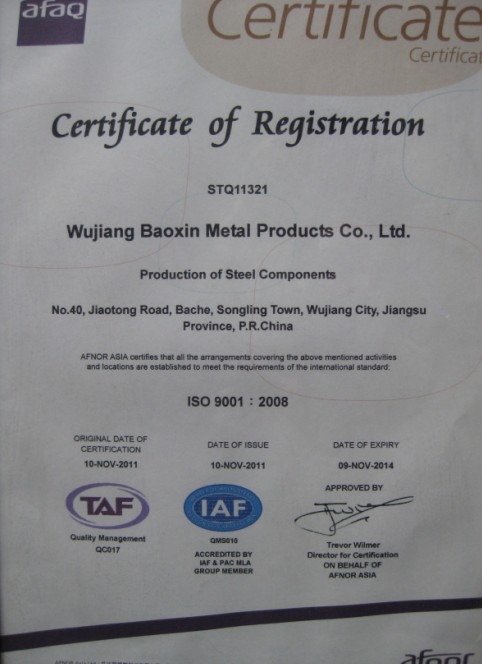 afaq
Certificate
Certificat
Certificate of Registration
STQ11321
Wujiang Baoxin Metal Products Co., Ltd.
Production of Steel Components
No.40, Jiaotong Road, Bache, Songling Town, Wujiang City, Jiangsu
Province, P.R.China
AFNOR ASIA certifies that all the arrangements covering the above mentioned activities
and locations are established to meet the requirements of the international standard:
ISO 9001 : 2008
ORIGINAL DATE OF
CERTIFICATION
10-NOV-2011
DATE OF ISSUE
10-NOV-2011
DATE OF EXPIRY
09-NOV-2014
TAF
Quality Management
QC017
IAF
QMS010
ACCREDITED BY
IAF & PAC MLA
GROUP MEMBER
APPROVED BY
Trevor Wilmer
Director for Certification
ON BEHALF OF
AFNOR ASIA
afnor